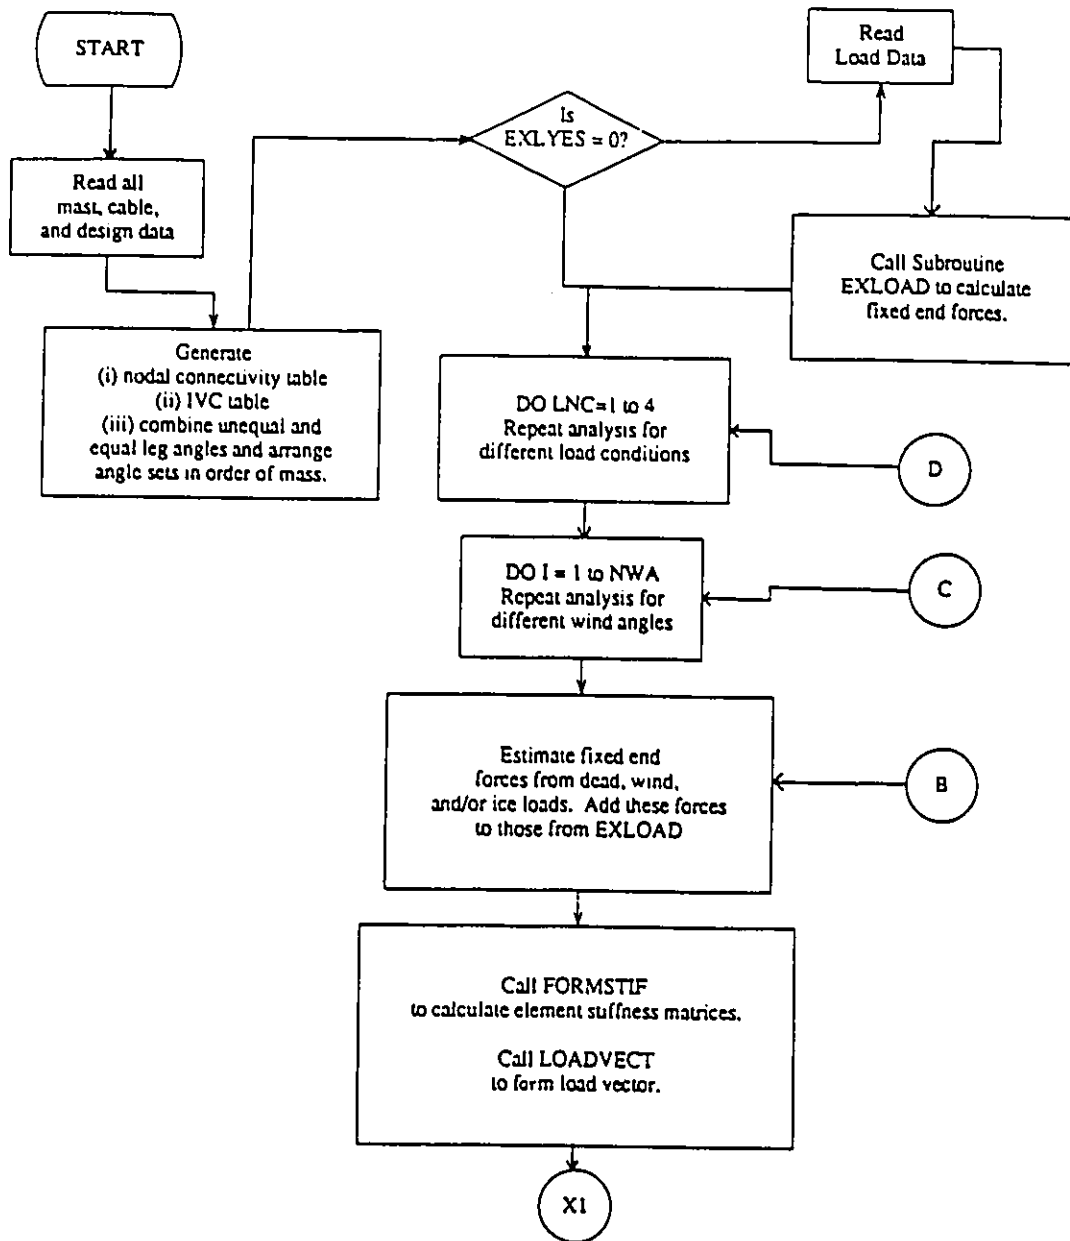 START
Read all
mast, cable,
and design data
Generate
(i) nodal connectivity table
(ii) IVC table
(iii) combine unequal and
equal leg angles and arrange
angle sets in order of mass.
Is
EXLYES = 0?
Read
Load Data
Call Subroutine
EXLOAD to calculate
fixed end forces.
DO LNC=1 to 4
Repeat analysis for
different load conditions
D
DO I = 1 to NWA
Repeat analysis for
different wind angles
C
Estimate fixed end
forces from dead, wind,
and/or ice loads. Add these forces
to those from EXLOAD
B
Call FORMSTIF
to calculate element stiffness matrices.
Call LOADVECT
to form load vector.
X1